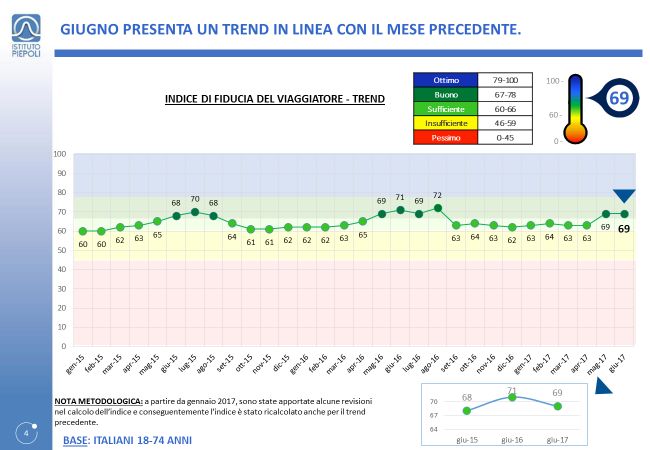 ISTITUTO
PIEPOLI
GIUGNO PRESENTA UN TREND IN LINEA CON IL MESE PRECEDENTE.
INDICE DI FIDUCIA DEL VIAGGIATORE - TREND
Ottimo 79-100
Buono 67-78
Sufficiente 60-66
Insufficiente 46-59
Pessimo 0-45
100 -
60 -
0 -
69
100
90
80
70
60
50
40
30
20
10
0
60 60 62 63 65 68 70 68 64 61 61 62 62 62 63 65 69 71 69 72 63 64 63 62 63 64 63 63 69 69
gen-15 feb-15 mar-15 apr-15 mag-15 giu-15 lug-15 ago-15 set-15 ott-15 nov-15 dic-15 gen-16 feb-16 mar-16 apr-16 mag-16 giu-16 lug-16 ago-16 set-16 ott-16 nov-16 dic-16 gen-17 feb-17 mar-17 apr-17 mag-17 giu-17
NOTA METODOLOGICA: a partire da gennaio 2017, sono state apportate alcune revisioni
nel calcolo dell'indice e conseguentemente l'indice è stato ricalcolato anche per il trend
precedente.
BASE: ITALIANI 18-74 ANNI
4
70
67
64
68 71 69
giu-15 giu-16 giu-17